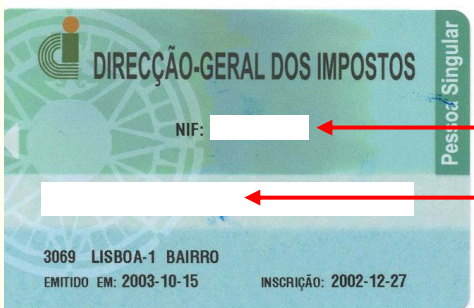 DIRECÇÃO-GERAL DOS IMPOSTOS
Pessoa Singular
NIF:
3069 LISBOA-1 BAIRRO
EMITIDO EM: 2003-10-15 INSCRIÇÃO: 2002-12-27